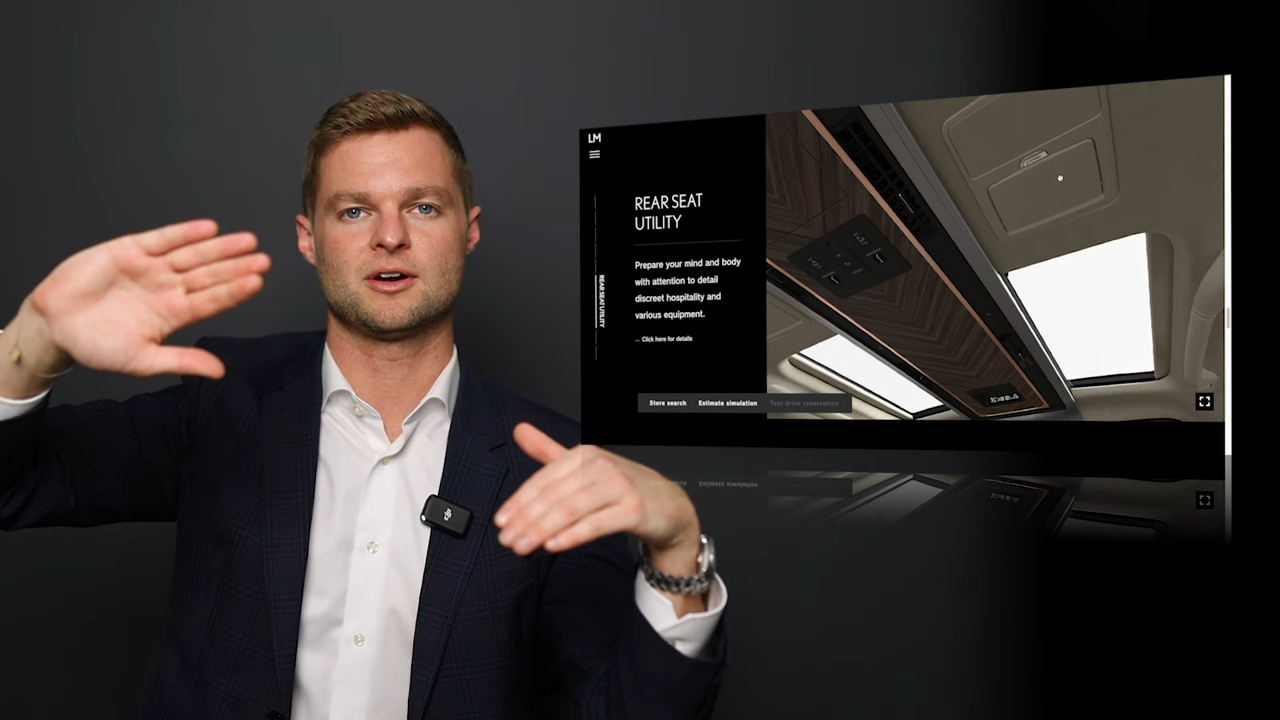 LM
REAR SEAT
UTILITY
REAR SEAT UTILITY
Prepare your mind and body
with attention to detail
discreet hospitality and
various equipment.
Click here for details
Store search
Estimate simulation
Test drive reservation
dji